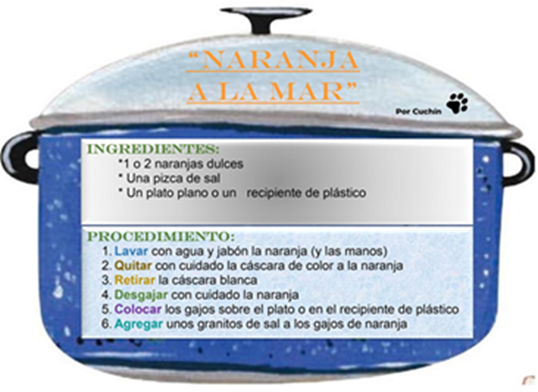 “NARANJA
A LA MAR”
Por Cuchín
INGREDIENTES:
*1 o 2 naranjas dulces
* Una pizca de sal
* Un plato plano o un recipiente de plástico
PROCEDIMIENTO:
1. Lavar con agua y jabón la naranja (y las manos)
2. Quitar con cuidado la cáscara de color a la naranja
3. Retirar la cáscara blanca
4. Desgajar con cuidado la naranja
5. Colocar los gajos sobre el plato o en el recipiente de plástico
6. Agregar unos granitos de sal a los gajos de naranja